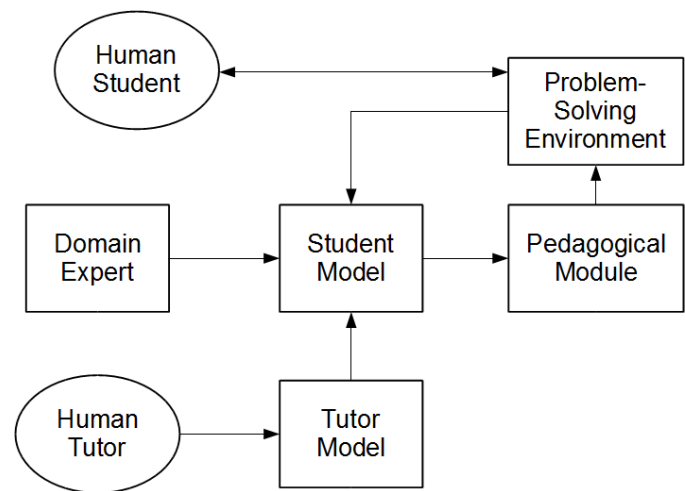 Human
Student
Problem-
Solving
Environment
Domain
Expert
Student
Model
Pedagogical
Module
Human
Tutor
Tutor
Model